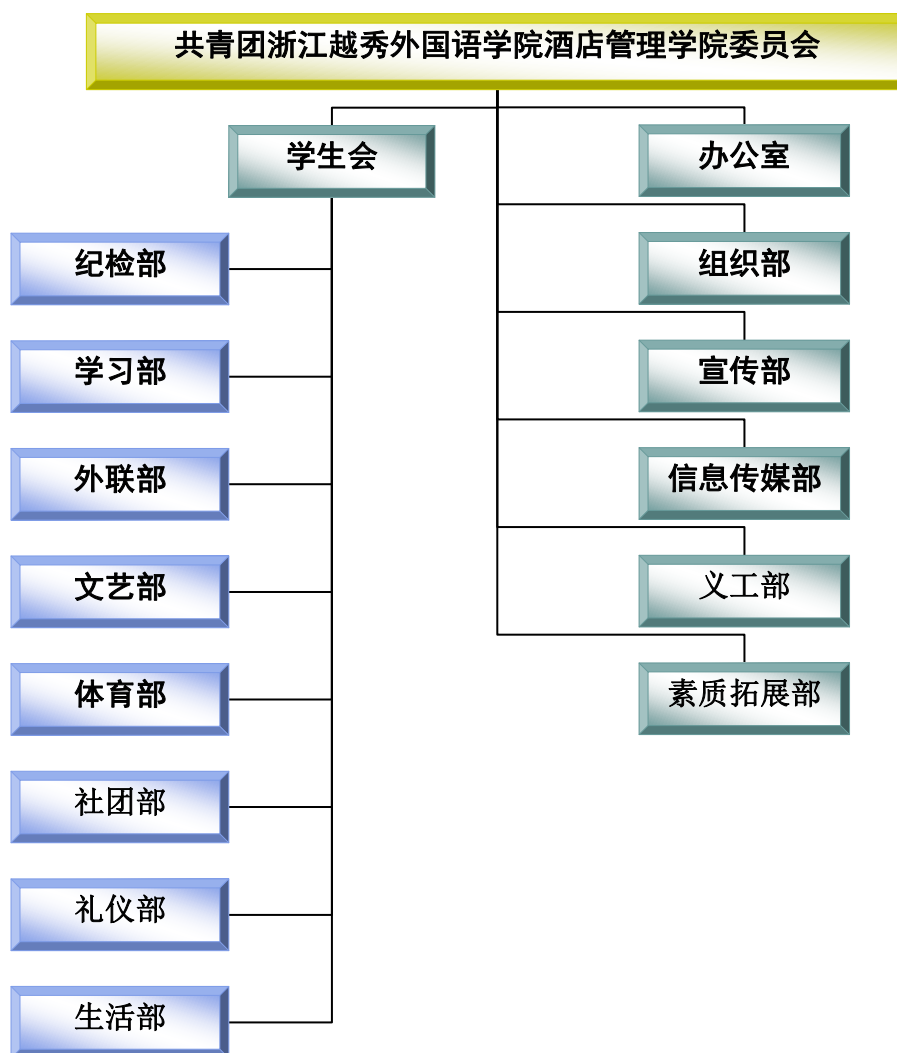 共青团浙江越秀外国语学院酒店管理学院委员会
学生会
办公室
纪检部
组织部
学习部
宣传部
外联部
信息传媒部
文艺部
义工部
体育部
素质拓展部
社团部
礼仪部
生活部